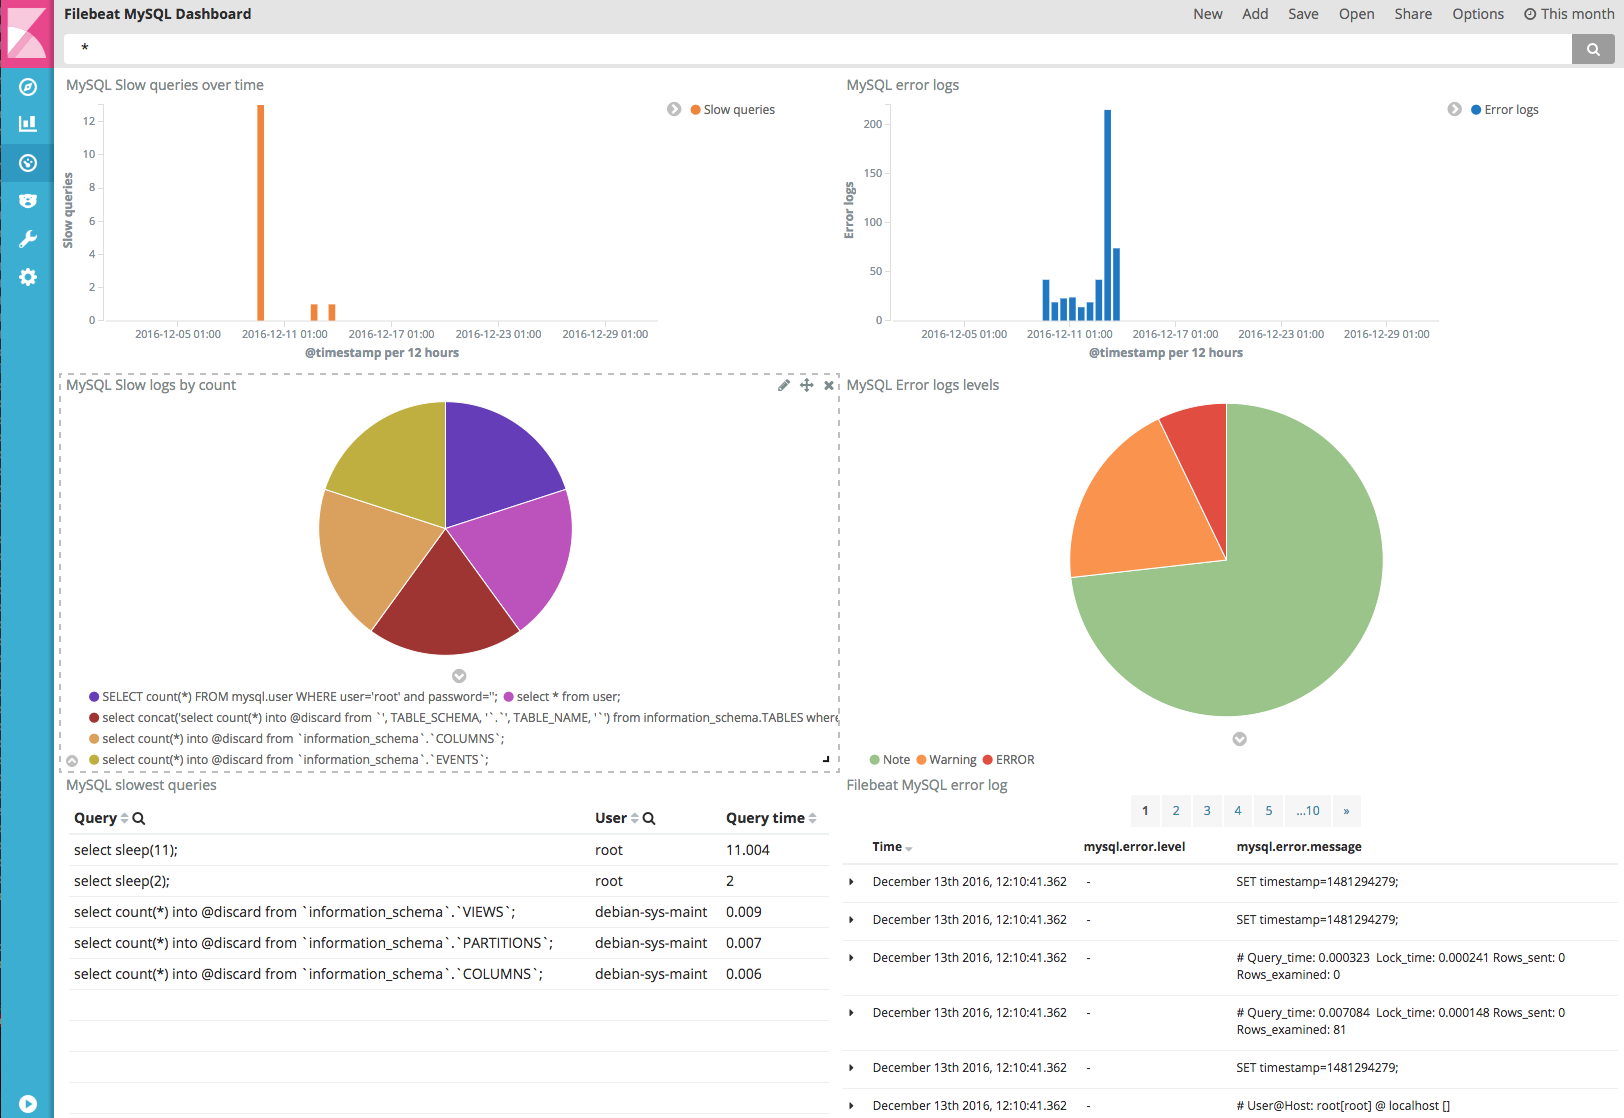 Filebeat MySQL Dashboard
New Add Save Open Share Options This month
*
MySQL Slow queries over time
12
10
8
6
4
2
0
Slow queries
2016-12-05 01:00 2016-12-11 01:00 2016-12-17 01:00 2016-12-23 01:00 2016-12-29 01:00
@timestamp per 12 hours
Slow queries
MySQL error logs
200
150
100
50
0
Error logs
2016-12-05 01:00 2016-12-11 01:00 2016-12-17 01:00 2016-12-23 01:00 2016-12-29 01:00
@timestamp per 12 hours
Error logs
MySQL Slow logs by count
SELECT count(*) FROM mysql.user WHERE user='root' and password=''; select * from user;
select concat('select count(*) into @discard from `', TABLE_SCHEMA, '`.`', TABLE_NAME, '`') from information_schema.TABLES where
select count(*) into @discard from `information_schema`.`COLUMNS`;
select count(*) into @discard from `information_schema`.`EVENTS`;
MySQL Error logs levels
Note Warning ERROR
MySQL slowest queries
Query User Query time
select sleep(11); root 11.004
select sleep(2); root 2
select count(*) into @discard from `information_schema`.`VIEWS`; debian-sys-maint 0.009
select count(*) into @discard from `information_schema`.`PARTITIONS`; debian-sys-maint 0.007
select count(*) into @discard from `information_schema`.`COLUMNS`; debian-sys-maint 0.006
Filebeat MySQL error log
1 2 3 4 5 ...10 »
Time mysql.error.level mysql.error.message
December 13th 2016, 12:10:41.362 - SET timestamp=1481294279;
December 13th 2016, 12:10:41.362 - SET timestamp=1481294279;
December 13th 2016, 12:10:41.362 - # Query_time: 0.000323 Lock_time: 0.000241 Rows_sent: 0
Rows_examined: 0
December 13th 2016, 12:10:41.362 - # Query_time: 0.007084 Lock_time: 0.000148 Rows_sent: 0
Rows_examined: 81
December 13th 2016, 12:10:41.362 - SET timestamp=1481294279;
December 13th 2016, 12:10:41.362 - # User@Host: root[root] @ localhost []